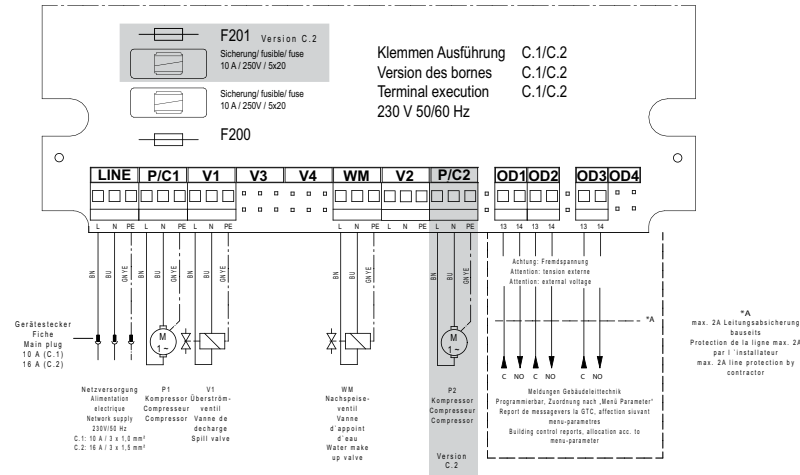 F201 Version C.2
Sicherung/ fusible/ fuse
10 A / 250V / 5x20
Sicherung/ fusible/ fuse
10 A / 250V / 5x20
F200
Klemmen Ausführung C.1/C.2
Version des bornes C.1/C.2
Terminal execution C.1/C.2
230 V 50/60 Hz
LINE P/C1 V1 V3 V4 WM V2 P/C2 OD1 OD2 OD3 OD4
L N PE L N PE L N PE L N PE L N PE L N PE 13 14 13 14 13 14
BN BU GNYE BN BU GNYE BN BU GNYE BN BU GNYE BN BU GNYE
Achtung: Fremdspannung
Attention: tension externe
Attention: external voltage
*A
M
1~
M
1~
C NO C NO C NO
Gerätestecker
Fiche
Main plug
10 A (C.1)
16 A (C.2)
Netzversorgung
Alimentation
electrique
Network supply
230V/50 Hz
C.1: 10 A / 3 x 1,0 mm²
C.2: 16 A / 3 x 1,5 mm²
P1
Kompressor
Compresseur
Compressor
V1
Überström-
ventil
Vanne de
decharge
Spill valve
WM
Nachspeise-
ventil
Vanne
d´appoint
d´eau
Water make
up valve
P2
Kompressor
Compresseur
Compressor
Version
C.2
Meldungen Gebäudeleittechnik
Programmierbar, Zuordnung nach „Menü Parameter"
Report de messagevers la GTC, affection siuvant
menu-parametres
Building control reports, allocation acc. to
menu-parameter
*A
max. 2A Leitungsabsicherung
bauseits
Protection de la ligne max. 2A
par l´installateur
max. 2A line protection by
contractor